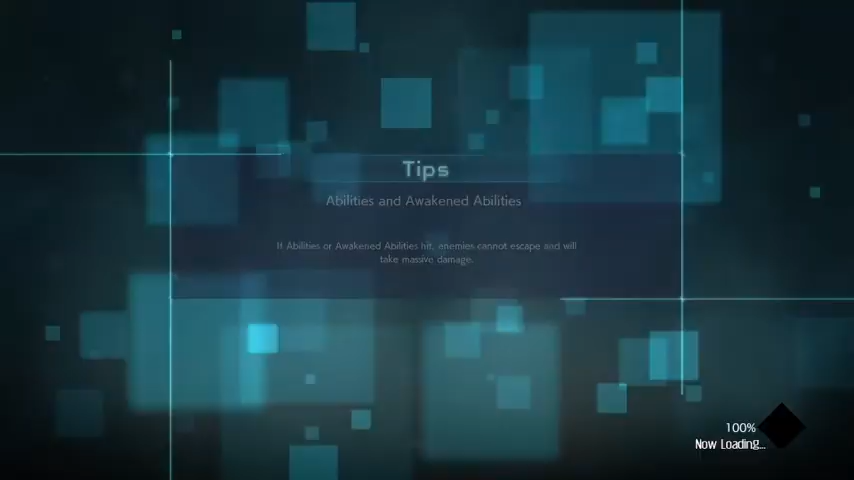 Tips
Abilities and Awakened Abilities
If Abilities or Awakened Abilities hit, enemies cannot escape and will
take massive damage.
100%
Now Loading...